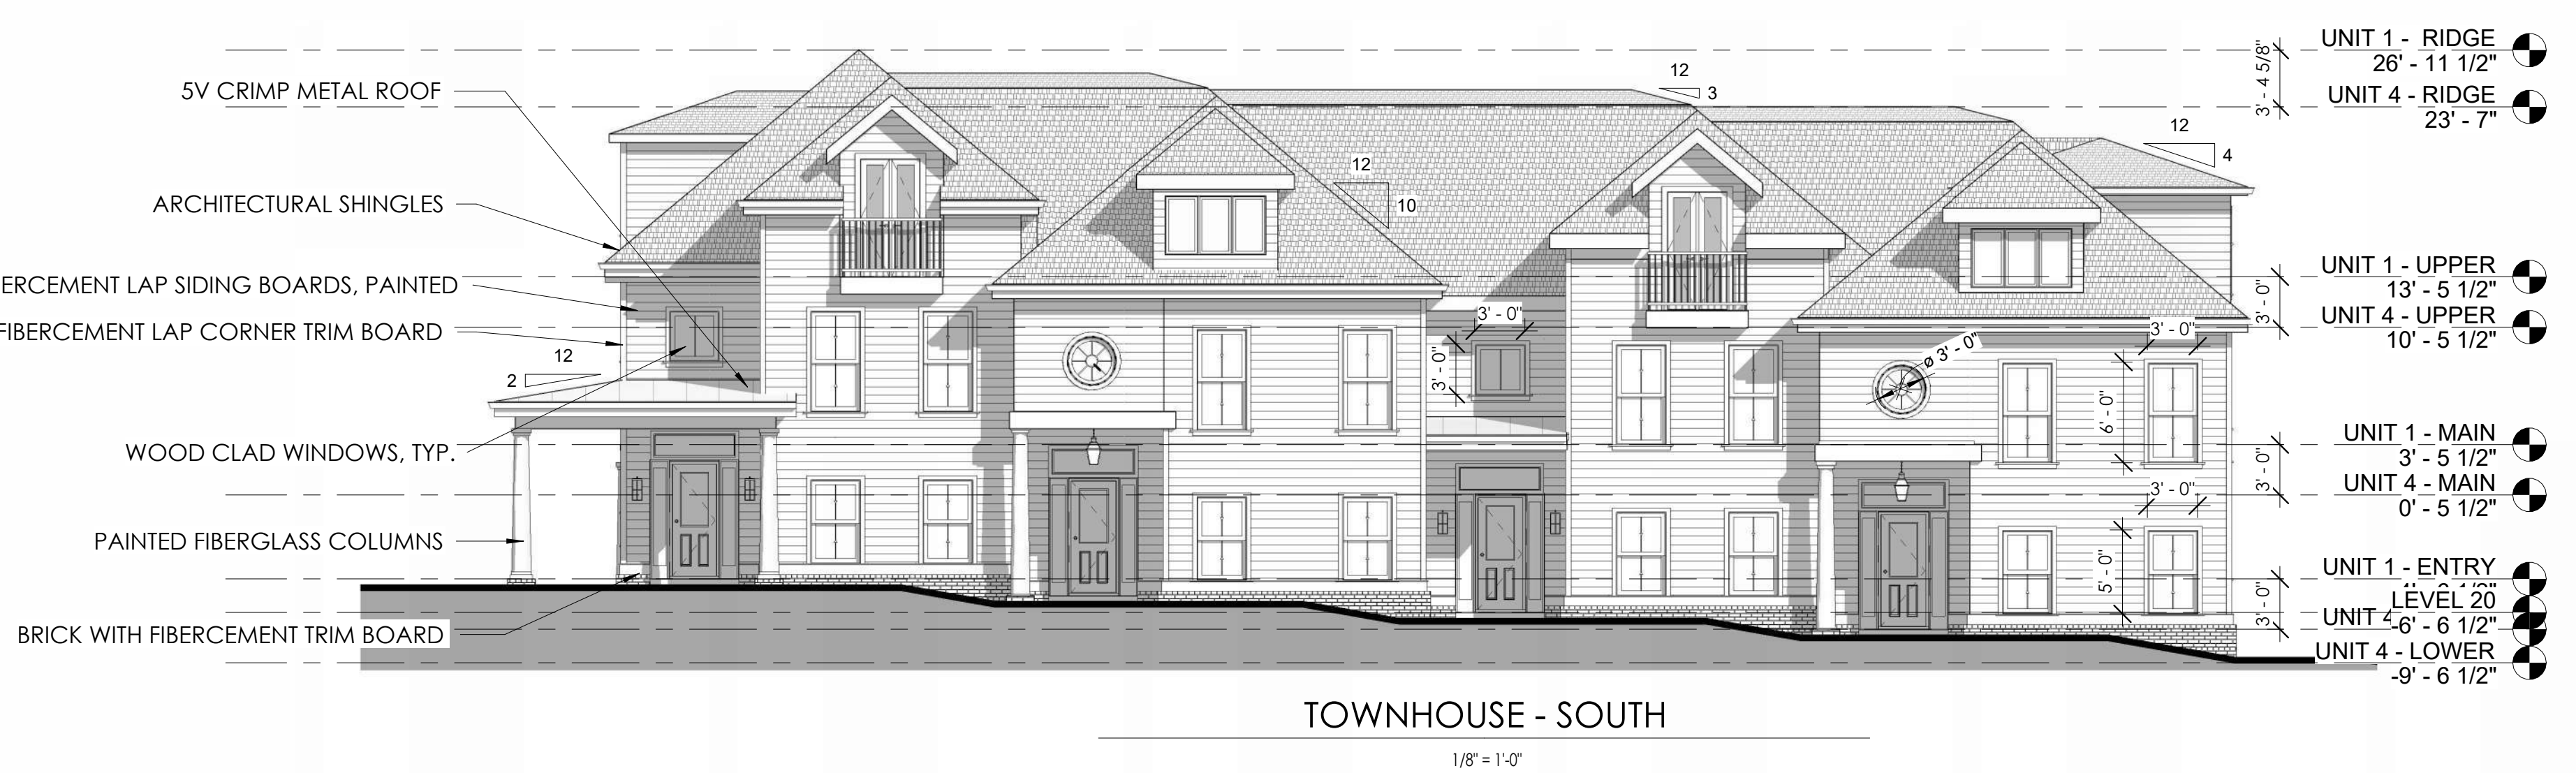 5V CRIMP METAL ROOF
ARCHITECTURAL SHINGLES
ERCEMENT LAP SIDING BOARDS, PAINTED
FIBERCEMENT LAP CORNER TRIM BOARD
12
2
WOOD CLAD WINDOWS, TYP.
PAINTED FIBERGLASS COLUMNS
BRICK WITH FIBERCEMENT TRIM BOARD
12
3
12
10
12
4
3' - 0"
3' - 0"
ø 3' - 0"
3' - 0"
6' - 0"
3' - 0"
5' - 0"
3' - 4 5/8"
3' - 0"
3' - 0"
3' - 0"
UNIT 1 - RIDGE
26' - 11 1/2"
UNIT 4 - RIDGE
23' - 7"
UNIT 1 - UPPER
13' - 5 1/2"
UNIT 4 - UPPER
10' - 5 1/2"
UNIT 1 - MAIN
3' - 5 1/2"
UNIT 4 - MAIN
0' - 5 1/2"
UNIT 1 - ENTRY
LEVEL 20
UNIT 4
-6' - 6 1/2"
UNIT 4 - LOWER
-9' - 6 1/2"
TOWNHOUSE - SOUTH
1/8" = 1'-0"